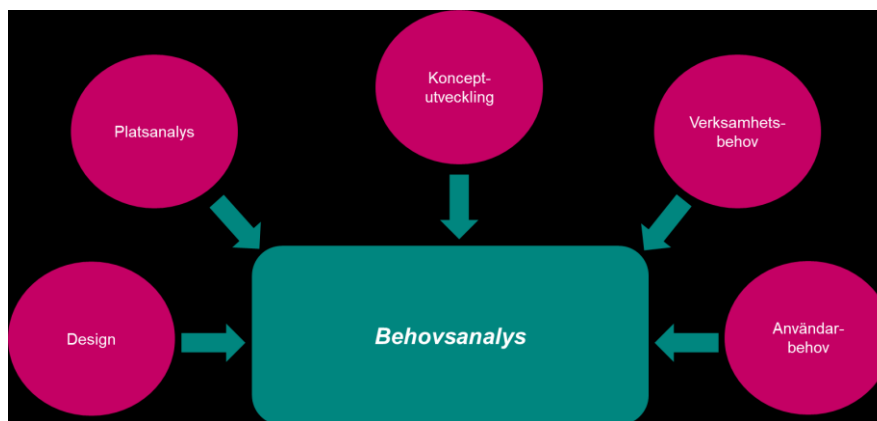 Koncept-
utveckling
Platsanalys
Verksamhets-
behov
Design
Behovsanalys
Användar-
behov